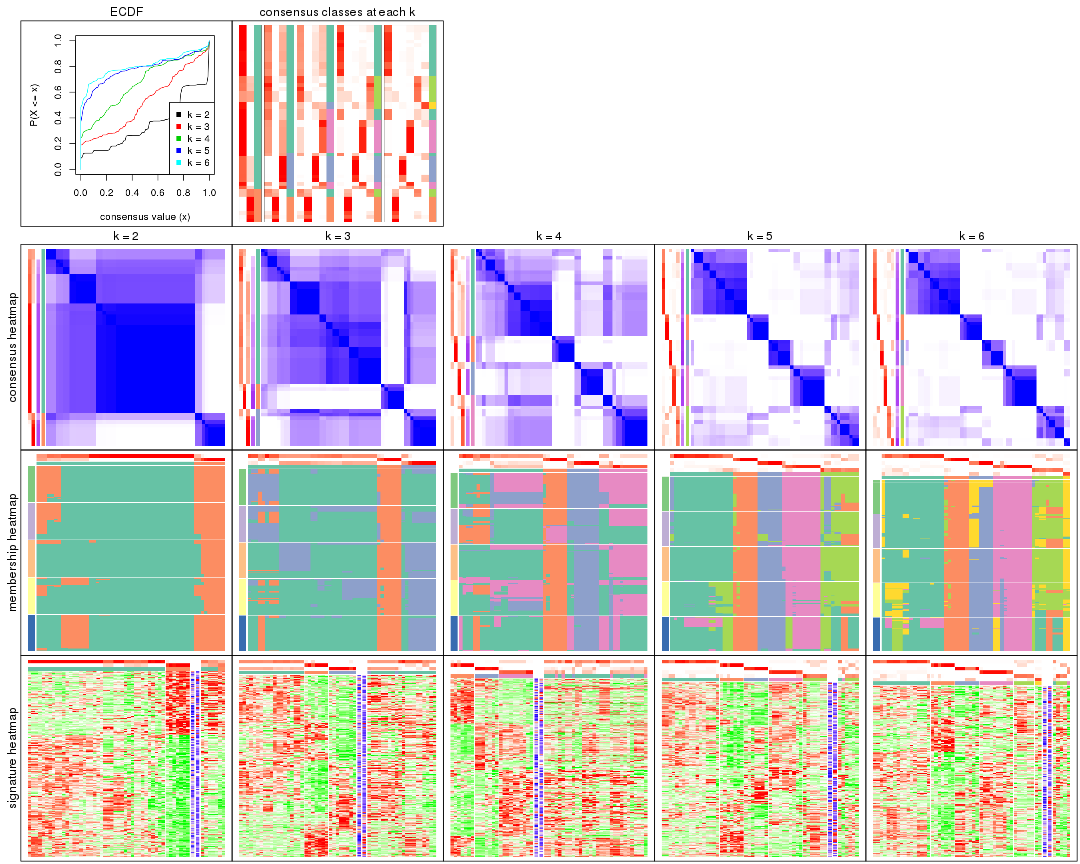 ECDF
consensus classes at each k
P(X <= x)
0.0 0.2 0.4 0.6 0.8 1.0
k = 2
k = 3
k = 4
k = 5
k = 6
0.0 0.2 0.4 0.6 0.8 1.0
consensus value (x)
k = 2
k = 3
k = 4
k = 5
k = 6
consensus heatmap
membership heatmap
signature heatmap